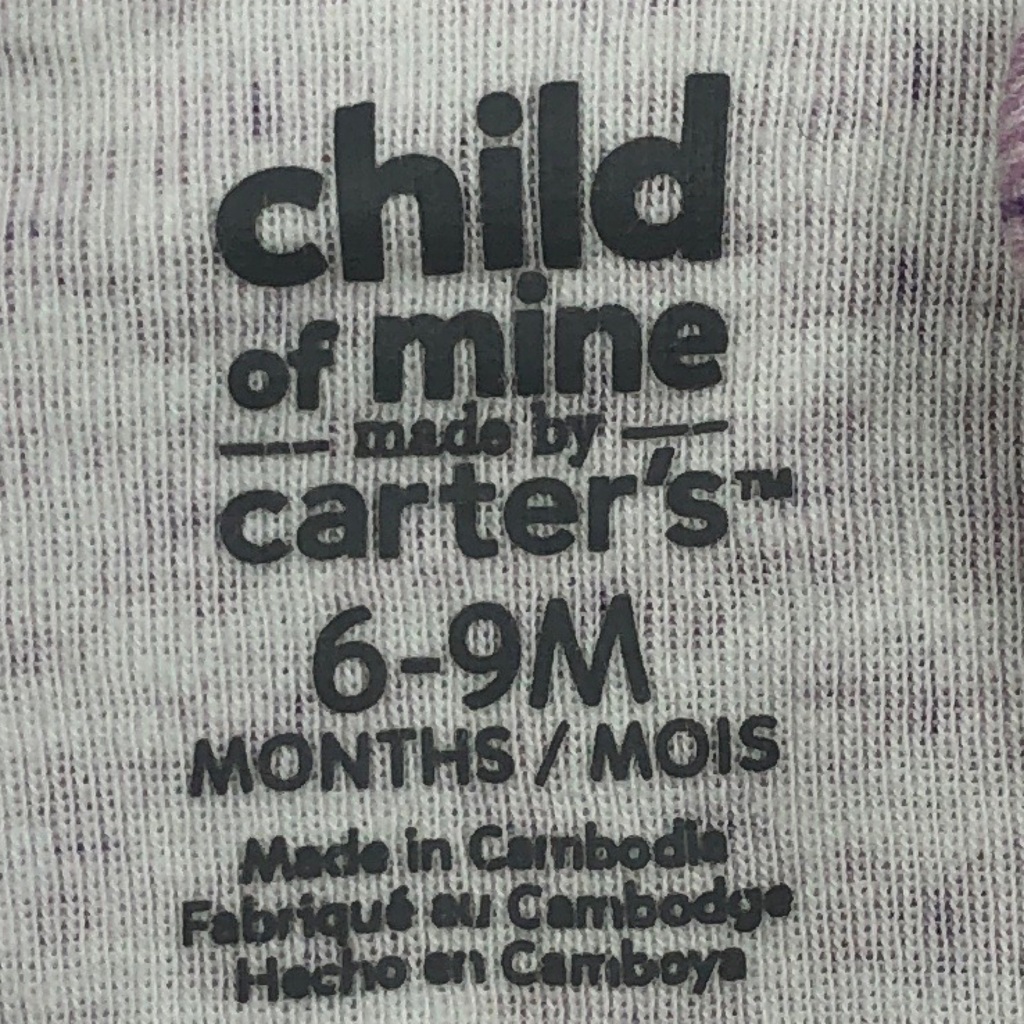 child
of mine
--- made by ---
carter's™
6-9M
MONTHS / MOIS
Made in Cambodia
Fabriqué au Cambodge
Hecho en Camboya